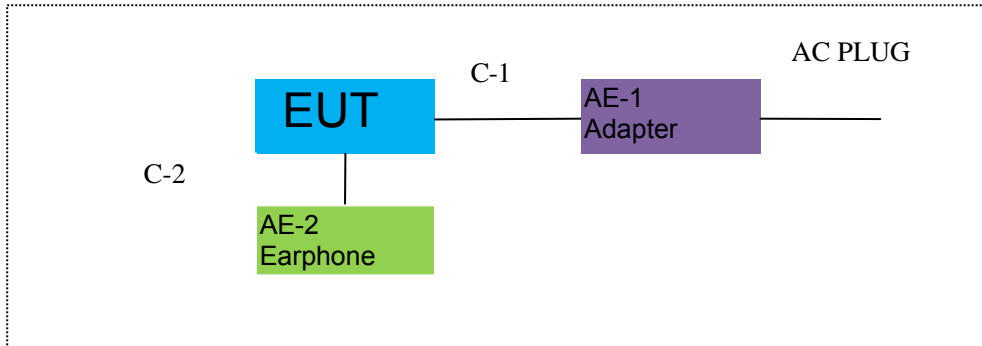 AC PLUG
C-1
EUT
AE-1
Adapter
C-2
AE-2
Earphone